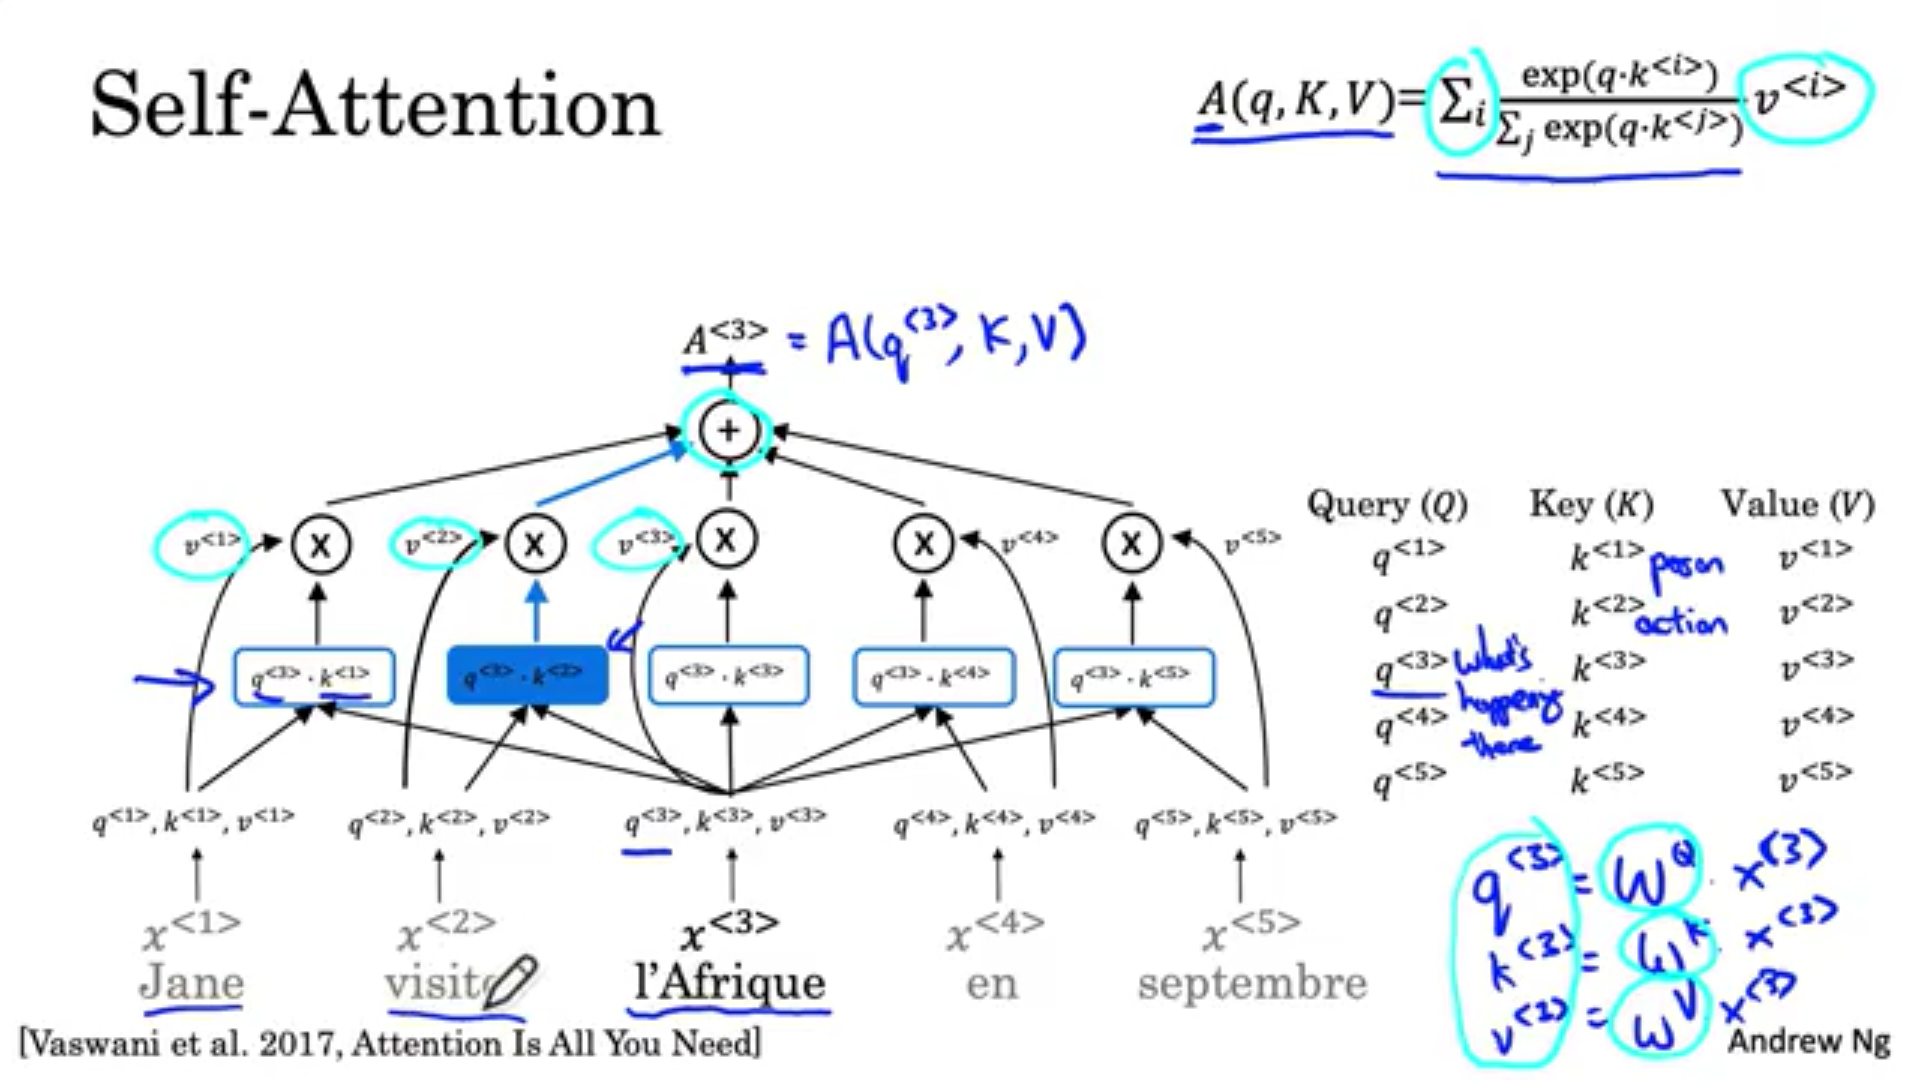 Self-Attention
A(q, K, V) = Σᵢ exp(q·k<i>) / Σⱼ exp(q·k<j>) v<i>
A<3> = A(q<3>, K, V)
+
v<1> X v<2> X v<3> X X v<4> X v<5>
q<3> · k<1> q<3> · k<2> q<3> · k<3> q<3> · k<4> q<3> · k<5>
q<1>, k<1>, v<1> q<2>, k<2>, v<2> q<3>, k<3>, v<3> q<4>, k<4>, v<4> q<5>, k<5>, v<5>
x<1> x<2> x<3> x<4> x<5>
Jane l'Afrique en septembre
Query (Q) Key (K) Value (V)
q<1> k<1> person v<1>
q<2> k<2> action v<2>
q<3> what's k<3> v<3>
happening
q<4> k<4> v<4>
there
q<5> k<5> v<5>
q<3> = W^Q · x<3>
k<3> = W^K · x<3>
v<3> = W^V x<3>
[Vaswani et al. 2017, Attention Is All You Need]
Andrew Ng